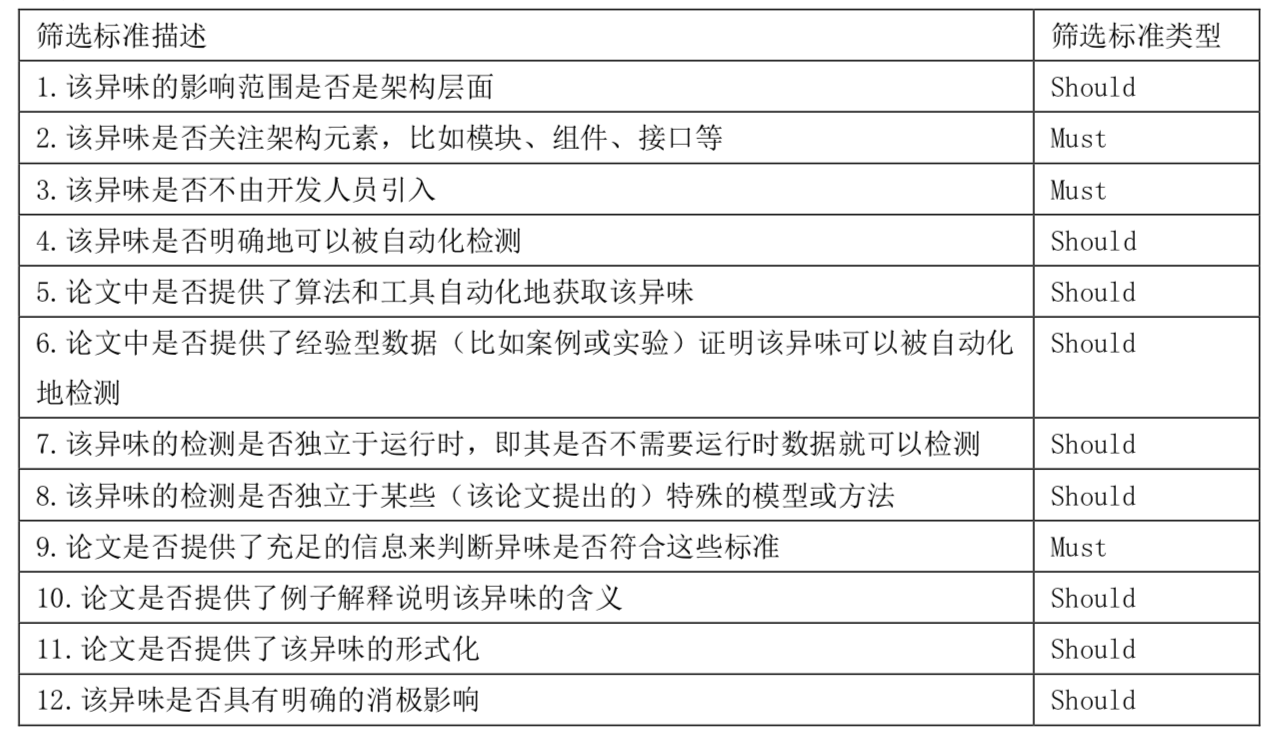 筛选标准描述 筛选标准类型
1.该异味的影响范围是否是架构层面 Should
2.该异味是否关注架构元素，比如模块、组件、接口等 Must
3.该异味是否不由开发人员引入 Must
4.该异味是否明确地可以被自动化检测 Should
5.论文中是否提供了算法和工具自动化地获取该异味 Should
6.论文中是否提供了经验型数据（比如案例或实验）证明该异味可以被自动化 Should
地检测
7.该异味的检测是否独立于运行时，即其是否不需要运行时数据就可以检测 Should
8.该异味的检测是否独立于某些（该论文提出的）特殊的模型或方法 Should
9.论文是否提供了充足的信息来判断异味是否符合这些标准 Must
10.论文是否提供了例子解释说明该异味的含义 Should
11.论文是否提供了该异味的形式化 Should
12.该异味是否具有明确的消极影响 Should